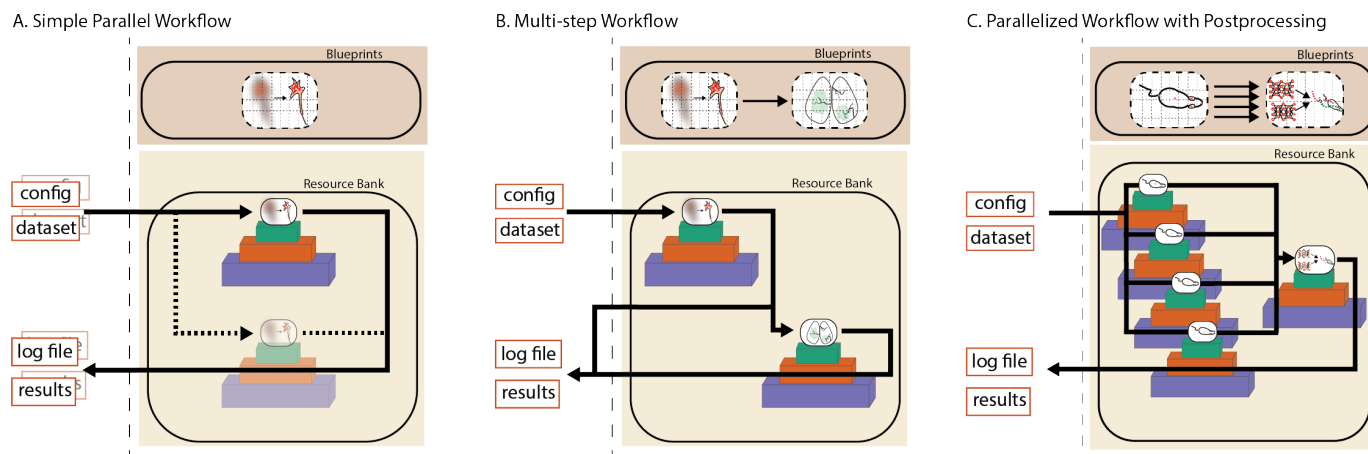 A. Simple Parallel Workflow
Blueprints
Resource Bank
config
dataset
log file
results
B. Multi-step Workflow
Blueprints
Resource Bank
config
dataset
log file
results
C. Parallelized Workflow with Postprocessing
Blueprints
Resource Bank
config
dataset
log file
results